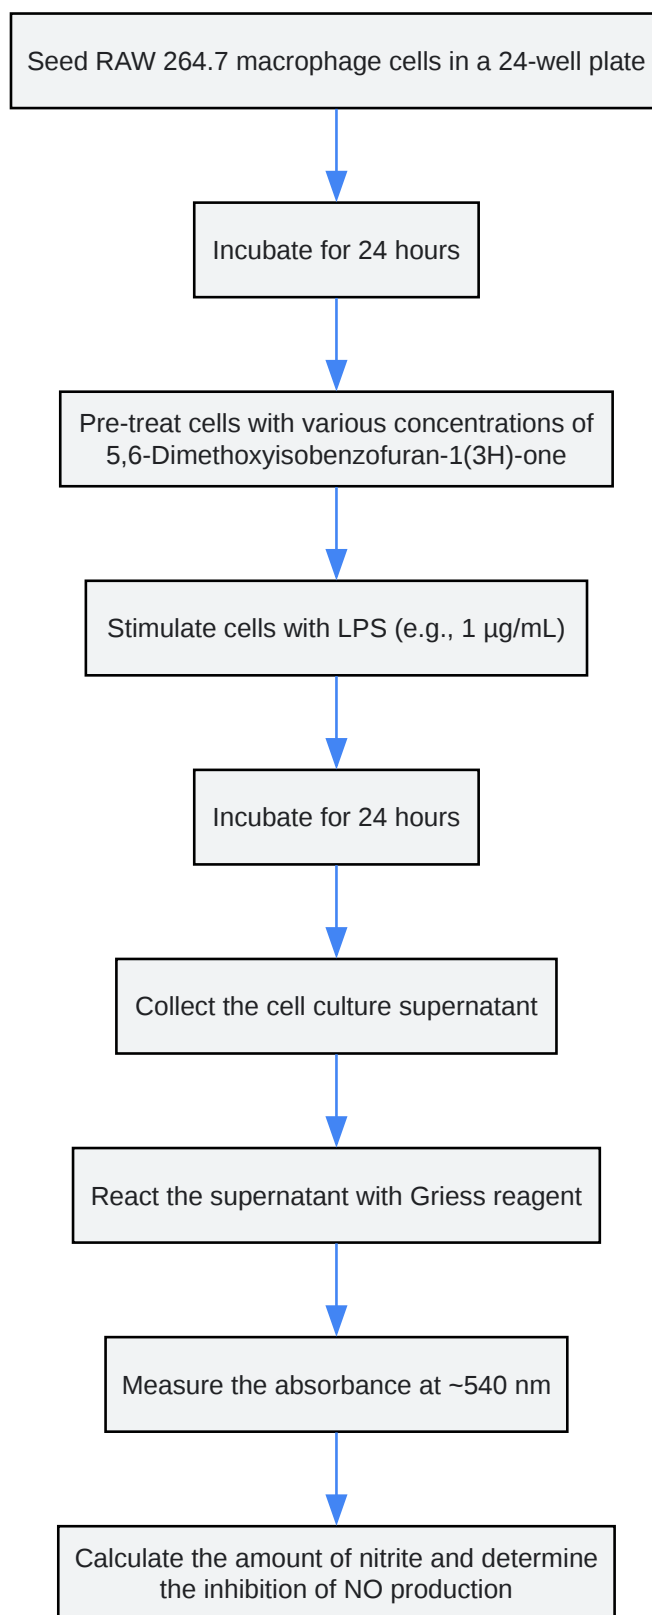 Seed RAW 264.7 macrophage cells in a 24-well plate
Incubate for 24 hours
Pre-treat cells with various concentrations of
5,6-Dimethoxyisobenzofuran-1(3H)-one
Stimulate cells with LPS (e.g., 1 µg/mL)
Incubate for 24 hours
Collect the cell culture supernatant
React the supernatant with Griess reagent
Measure the absorbance at ~540 nm
Calculate the amount of nitrite and determine
the inhibition of NO production